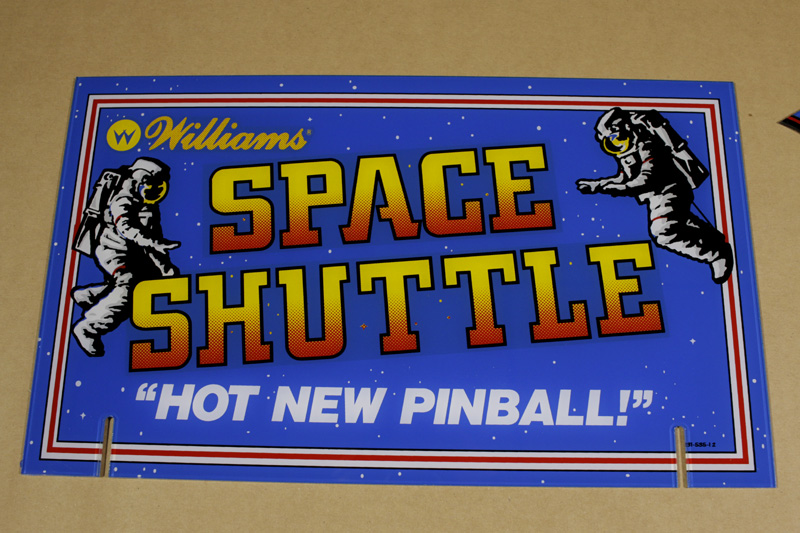 W Williams®
SPACE
SHUTTLE
“HOT NEW PINBALL!”